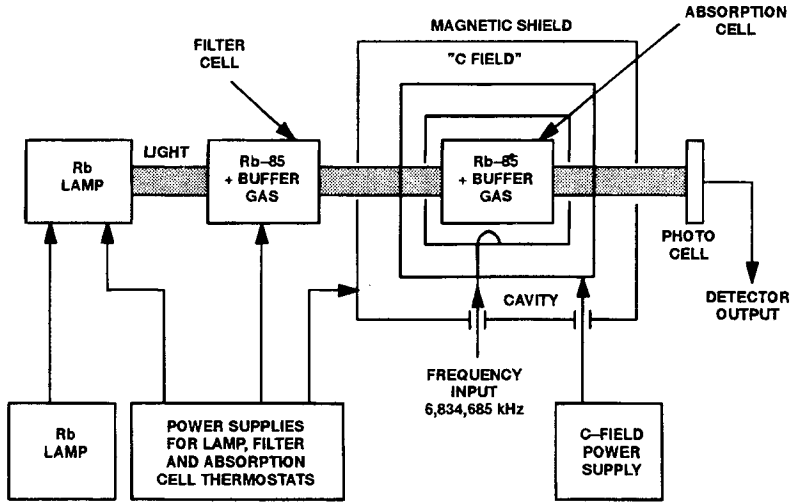 ABSORPTION
CELL
MAGNETIC SHIELD
"C FIELD"
FILTER
CELL
Rb
LAMP
LIGHT
Rb–85
+ BUFFER
GAS
Rb–85
+ BUFFER
GAS
PHOTO
CELL
DETECTOR
OUTPUT
CAVITY
FREQUENCY
INPUT
6,834,685 kHz
Rb
LAMP
POWER SUPPLIES
FOR LAMP, FILTER
AND ABSORPTION
CELL THERMOSTATS
C–FIELD
POWER
SUPPLY